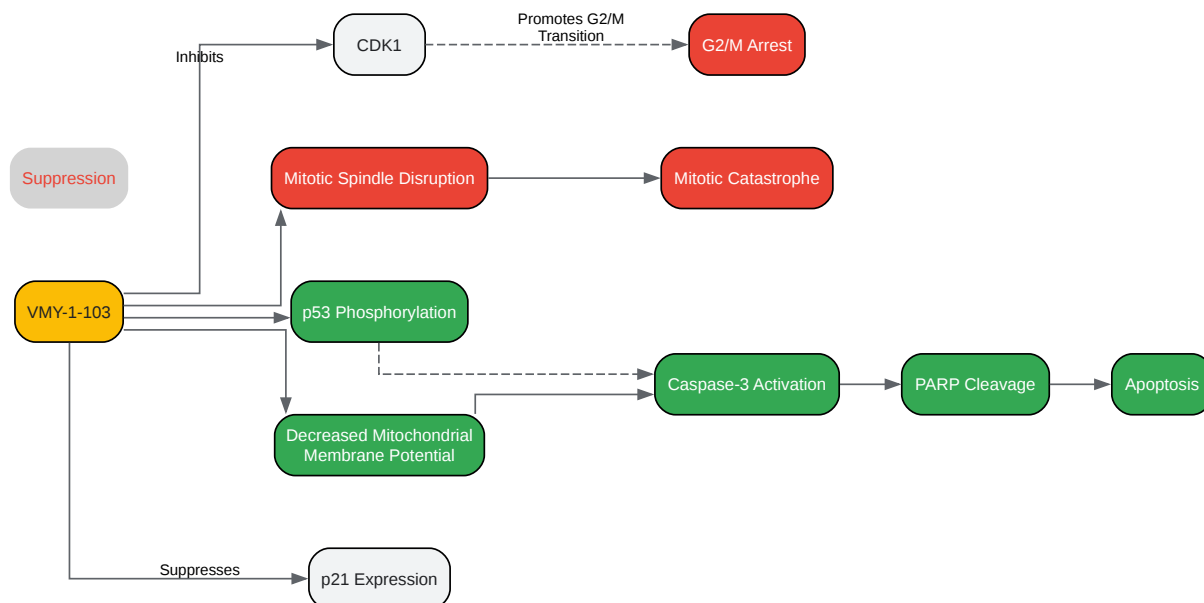 Promotes G2/M
Transition
CDK1
G2/M Arrest
Inhibits
Suppression
Mitotic Spindle Disruption
Mitotic Catastrophe
VMY-1-103
p53 Phosphorylation
Caspase-3 Activation
PARP Cleavage
Apoptosis
Decreased Mitochondrial
Membrane Potential
Suppresses
p21 Expression